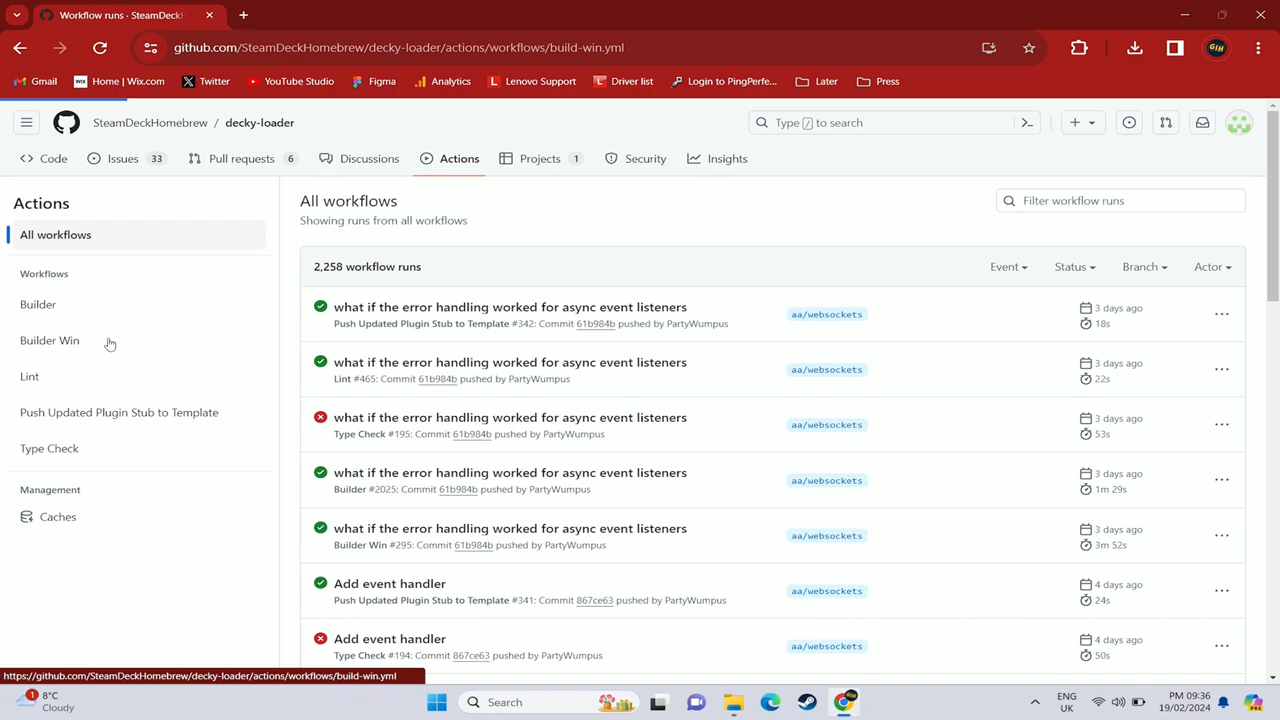 Workflow runs · SteamDeckH
github.com/SteamDeckHomebrew/decky-loader/actions/workflows/build-win.yml
GIH
Gmail
WIX Home | Wix.com
Twitter
YouTube Studio
Figma
Analytics
L Lenovo Support
L Driver list
Login to PingPerfe...
Later
Press
SteamDeckHomebrew / decky-loader
Type / to search
Code
Issues 33
Pull requests 6
Discussions
Actions
Projects 1
Security
Insights
Actions
All workflows
Workflows
Builder
Builder Win
Lint
Push Updated Plugin Stub to Template
Type Check
Management
Caches
All workflows
Showing runs from all workflows
Filter workflow runs
2,258 workflow runs
Event
Status
Branch
Actor
what if the error handling worked for async event listeners
Push Updated Plugin Stub to Template #342: Commit 61b984b pushed by PartyWumpus
aa/websockets
3 days ago
18s
what if the error handling worked for async event listeners
Lint #465: Commit 61b984b pushed by PartyWumpus
aa/websockets
3 days ago
22s
what if the error handling worked for async event listeners
Type Check #195: Commit 61b984b pushed by PartyWumpus
aa/websockets
3 days ago
53s
what if the error handling worked for async event listeners
Builder #2025: Commit 61b984b pushed by PartyWumpus
aa/websockets
3 days ago
1m 29s
what if the error handling worked for async event listeners
Builder Win #295: Commit 61b984b pushed by PartyWumpus
aa/websockets
3 days ago
3m 52s
Add event handler
Push Updated Plugin Stub to Template #341: Commit 867ce63 pushed by PartyWumpus
aa/websockets
4 days ago
24s
Add event handler
Type Check #194: Commit 867ce63 pushed by PartyWumpus
aa/websockets
4 days ago
50s
https://github.com/SteamDeckHomebrew/decky-loader/actions/workflows/build-win.yml
1
8°C
Cloudy
Search
ENG
UK
PM 09:36
19/02/2024